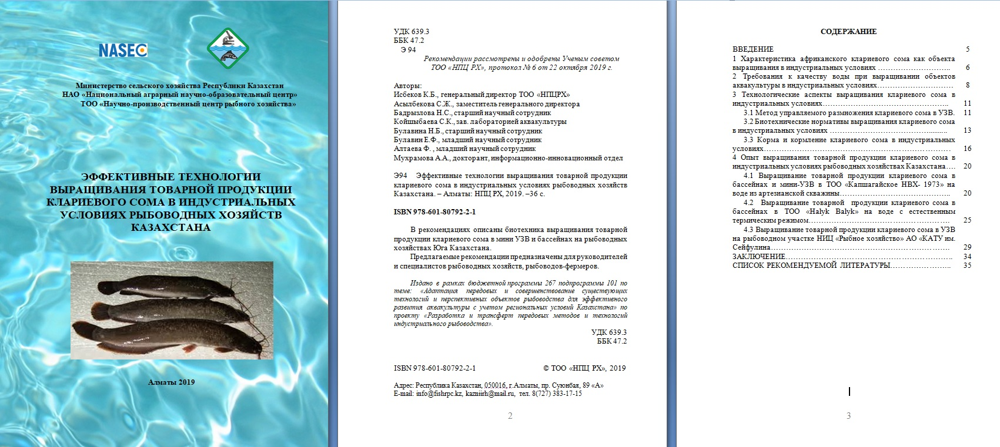 NASEC
Министерство сельского хозяйства Республики Казахстан
НАО «Национальный аграрный научно-образовательный центр»
ТОО «Научно-производственный центр рыбного хозяйства»
ЭФФЕКТИВНЫЕ ТЕХНОЛОГИИ
ВЫРАЩИВАНИЯ ТОВАРНОЙ ПРОДУКЦИИ
КЛАРИЕВОГО СОМА В ИНДУСТРИАЛЬНЫХ
УСЛОВИЯХ РЫБОВОДНЫХ ХОЗЯЙСТВ
КАЗАХСТАНА
Алматы 2019
УДК 639.3
ББК 47.2
Э 94
Рекомендации рассмотрены и одобрены Ученым советом
ТОО «НПЦ РХ», протокол № 6 от 22 октября 2019 г.
Авторы:
Исбеков К.Б., генеральный директор ТОО «НПЦРХ»
Асылбекова С.Ж., заместитель генерального директора
Бадрызлова Н.С., старший научный сотрудник
Койшыбаева С.К., зав. лабораторией аквакультуры
Булавина Н.Б., старший научный сотрудник
Булавин Е.Ф., младший научный сотрудник
Алтаева Ф. , младший научный сотрудник
Мухрамова А.А., докторант, информационно-инновационный отдел
Э94 Эффективные технологии выращивания товарной продукции
клариевого сома в индустриальных условиях рыбоводных хозяйств
Казахстана. – Алматы: НПЦ РХ, 2019. –36 с.
ISBN 978-601-80792-2-1
В рекомендациях описаны биотехника выращивания товарной
продукции клариевого сома в мини УЗВ и бассейнах на рыбоводных
хозяйствах Юга Казахстана.
Предлагаемые рекомендации предназначены для руководителей
и специалистов рыбоводных хозяйств, рыбоводов-фермеров.
Издано в рамках бюджетной программы 267 подпрограммы 101 по
теме: «Адаптация передовых и совершенствование существующих
технологий и перспективных объектов рыбоводства для эффективного
развития аквакультуры с учетом региональных условий Казахстана» по
проекту «Разработка и трансферт передовых методов и технологий
индустриального рыбоводства».
УДК 639.3
ББК 47.2
ISBN 978-601-80792-2-1 © ТОО «НПЦ РХ», 2019
Адрес: Республика Казахстан, 050016, г.Алматы, пр. Суюнбая, 89 «А»
E-mail: info@fishrpc.kz, kazniirh@mail.ru, тел. 8(727) 383-17-15
2
СОДЕРЖАНИЕ
ВВЕДЕНИЕ 5
1 Характеристика африканского клариевого сома как объекта
выращивания в индустриальных условиях ……………………….. 6
2 Требования к качеству воды при выращивании объектов
аквакультуры в индустриальных условиях………………………… 8
3 Технологические аспекты выращивания клариевого сома в
индустриальных условиях………………………………………….. 11
3.1 Метод управляемого размножения клариевого сома в УЗВ. 11
3.2 Биотехнические нормативы выращивания клариевого сома
в индустриальных условиях …………………………………......... 13
3.3 Корма и кормление клариевого сома в индустриальных
условиях………………………………………………………………. 16
4 Опыт выращивания товарной продукции клариевого сома в
индустриальных условиях рыбоводных хозяйствах Казахстана…. 20
4.1 Выращивание товарной продукции клариевого сома в
бассейнах и мини-УЗВ в ТОО «Капшагайское НВХ- 1973» на
воде из артезианской скважины…………………………………….. 20
4.2 Выращивание товарной продукции клариевого сома в
бассейнах в ТОО «Halyk Balyk» на воде с естественным
термическим режимом………………………………………………. 25
4.3 Выращивание товарной продукции клариевого сома в УЗВ
на рыбоводном участке НИЦ «Рыбное хозяйство» АО «КАТУ им.
Сейфулина……………………………………………………………. 29
ЗАКЛЮЧЕНИЕ………………………………………………………. 34
СПИСОК РЕКОМЕНДУЕМОЙ ЛИТЕРАТУРЫ………………….. 35
3